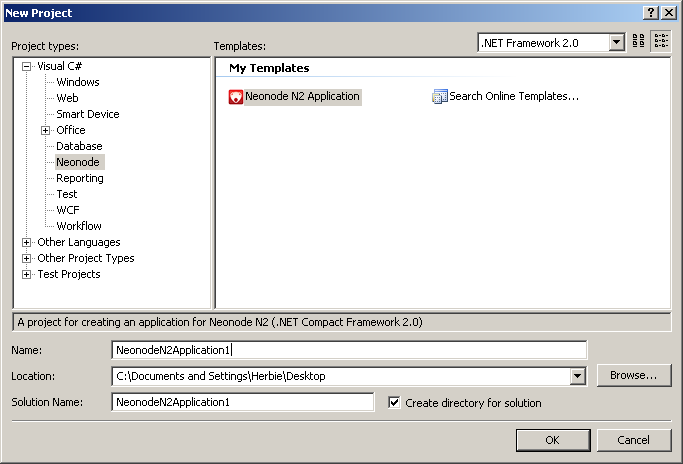 New Project
Project types:
Templates:
.NET Framework 2.0
Visual C#
Windows
Web
Smart Device
Office
Database
Neonode
Reporting
Test
WCF
Workflow
Other Languages
Other Project Types
Test Projects
My Templates
Neonode N2 Application
Search Online Templates...
A project for creating an application for Neonode N2 (.NET Compact Framework 2.0)
Name:
NeonodeN2Application1
Location:
C:\Documents and Settings\Herbie\Desktop
Browse...
Solution Name:
NeonodeN2Application1
Create directory for solution
OK
Cancel